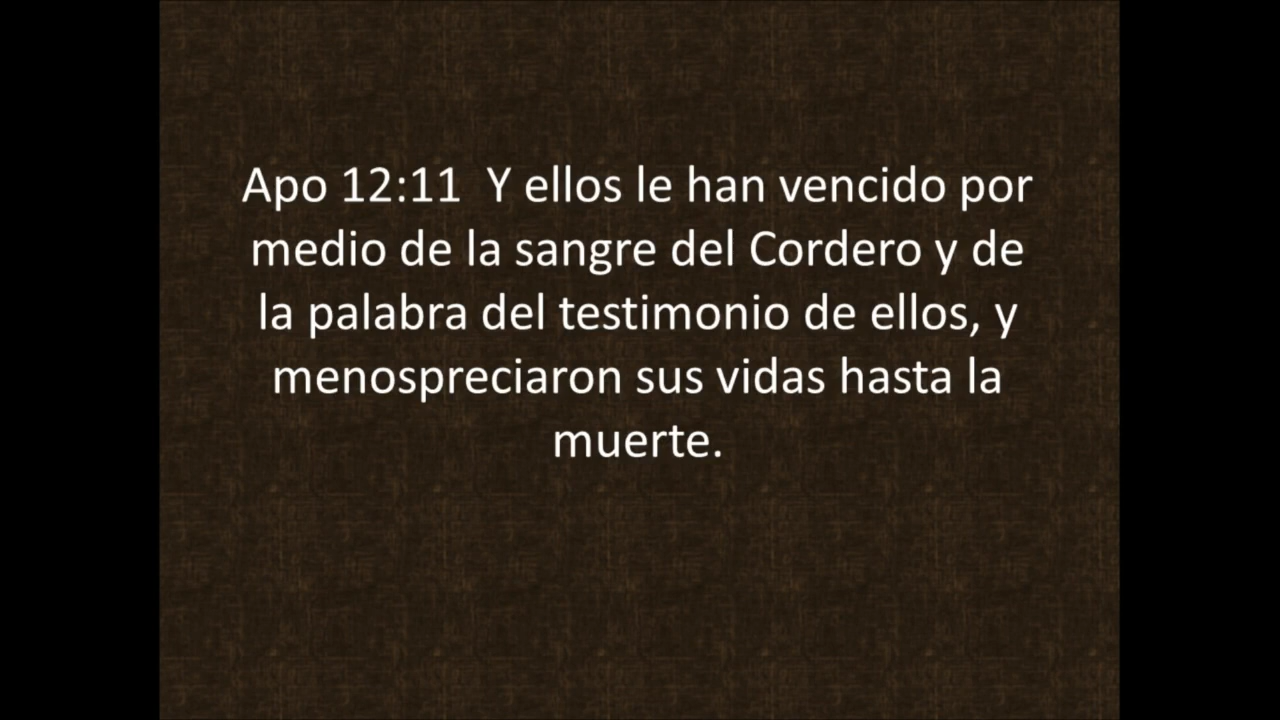 Apo 12:11  Y ellos le han vencido por
medio de la sangre del Cordero y de
la palabra del testimonio de ellos, y
menospreciaron sus vidas hasta la
muerte.